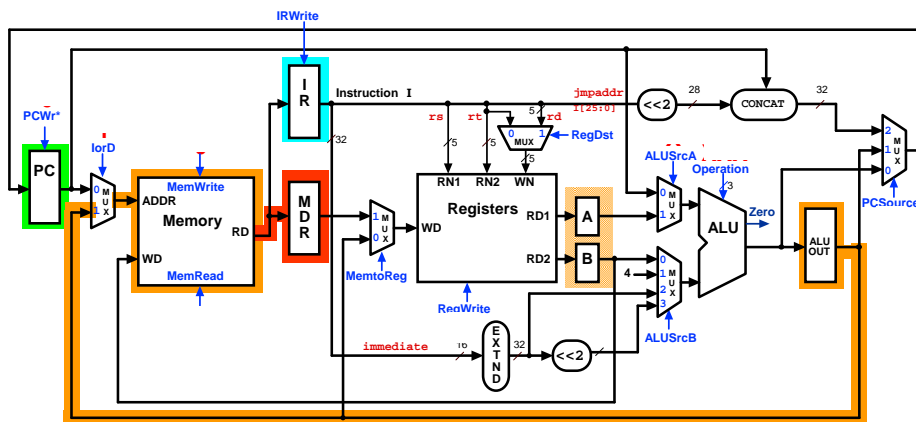 IRWrite
I
R
Instruction I
jmpaddr
I[25:0]
28
32
<<2
CONCAT
PCWr*
rs
rt
rd
5
0
1
MUX
RegDst
32
5
5
5
IorD
PC
0
M
U
X
1
MemWrite
ADDR
Memory
RD
WD
MemRead
M
D
R
1
M
U
X
0
MemtoReg
RN1
RN2
WN
Registers
WD
RD1
RD2
RegWrite
A
B
ALUSrcA
Operation
3
0
M
U
X
1
ALU
Zero
2
M
U
1
X
0
PCSource
4
0
1
M
2
U
X
3
ALUSrcB
ALU
OUT
immediate
16
E
X
T
N
D
32
<<2